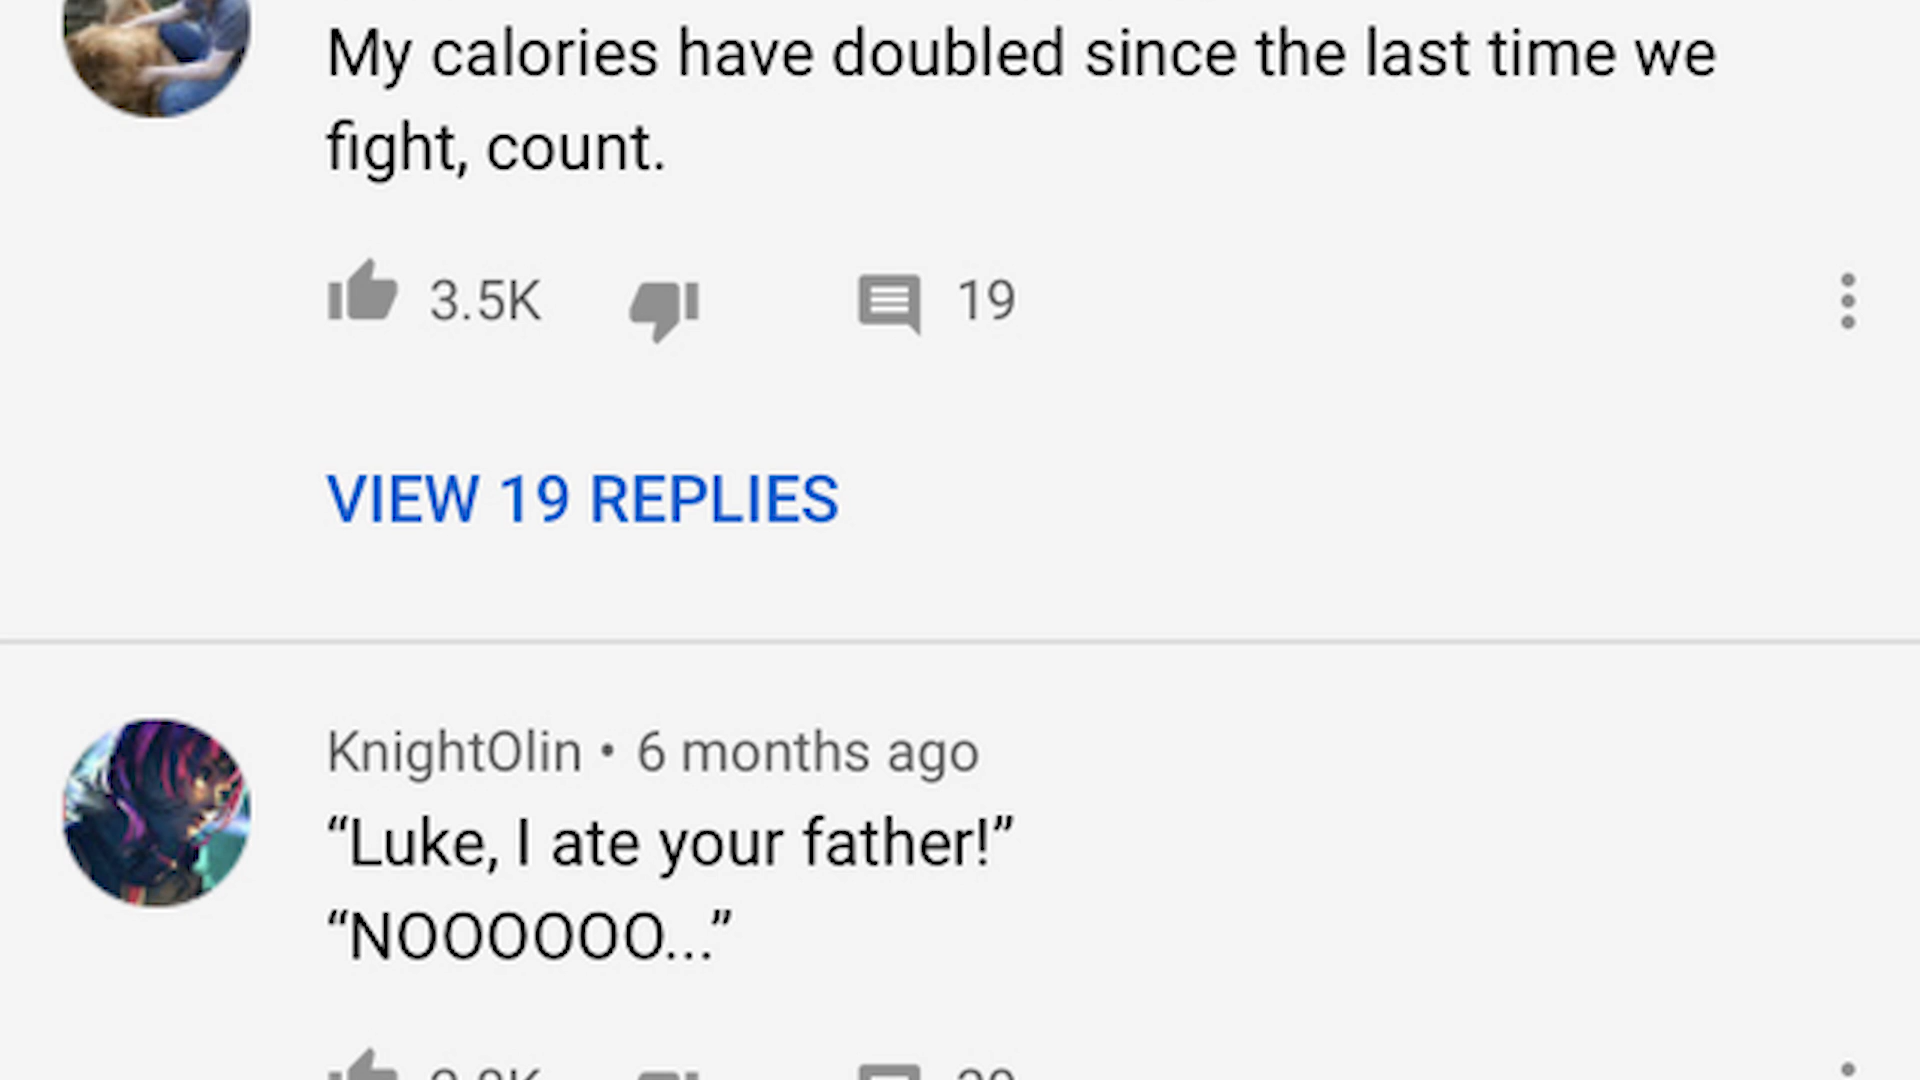 My calories have doubled since the last time we
fight, count.
3.5K 19
VIEW 19 REPLIES
KnightOlin • 6 months ago
“Luke, I ate your father!”
“NOOOOOO...”